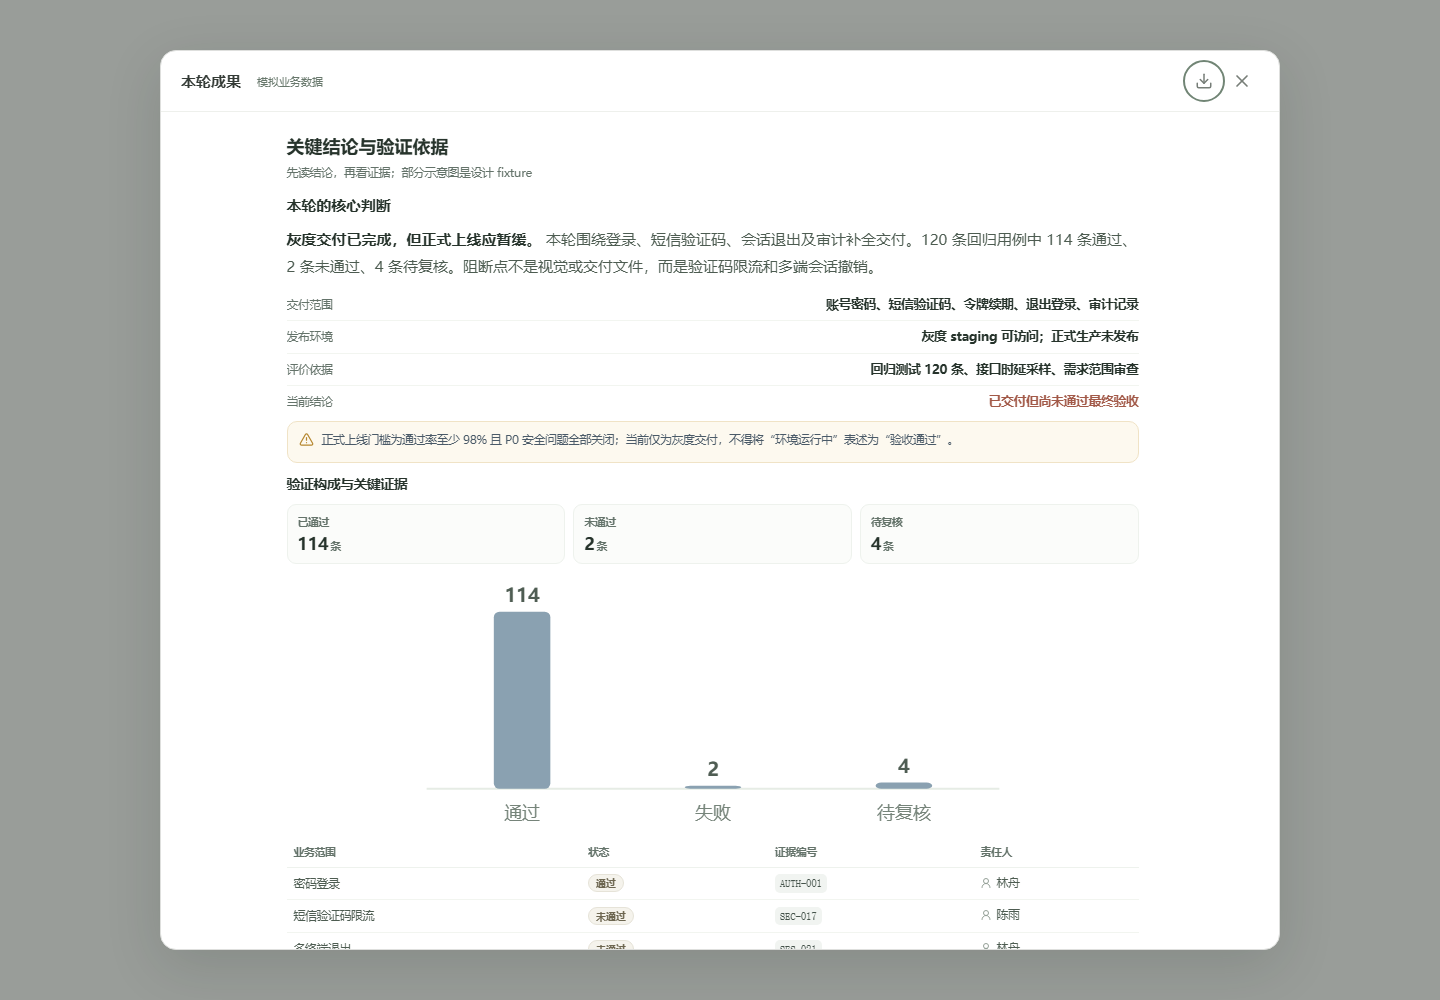 本轮成果 模拟业务数据
关键结论与验证依据
先读结论，再看证据；部分示意图是设计 fixture
本轮的核心判断
灰度交付已完成，但正式上线应暂缓。 本轮围绕登录、短信验证码、会话退出及审计补全交付。120 条回归用例中 114 条通过、
2 条未通过、4 条待复核。阻断点不是视觉或交付文件，而是验证码限流和多端会话撤销。
交付范围 账号密码、短信验证码、令牌续期、退出登录、审计记录
发布环境 灰度 staging 可访问；正式生产未发布
评价依据 回归测试 120 条、接口时延采样、需求范围审查
当前结论 已交付但尚未通过最终验收
正式上线门槛为通过率至少 98% 且 P0 安全问题全部关闭；当前仅为灰度交付，不得将“环境运行中”表述为“验收通过”。
验证构成与关键证据
已通过 未通过 待复核
114条 2条 4条
114
2
4
通过 失败 待复核
业务范围 状态 证据编号 责任人
密码登录 通过 AUTH-001 林舟
短信验证码限流 未通过 SEC-017 陈雨
多终端退出 未通过 SES-031 林舟